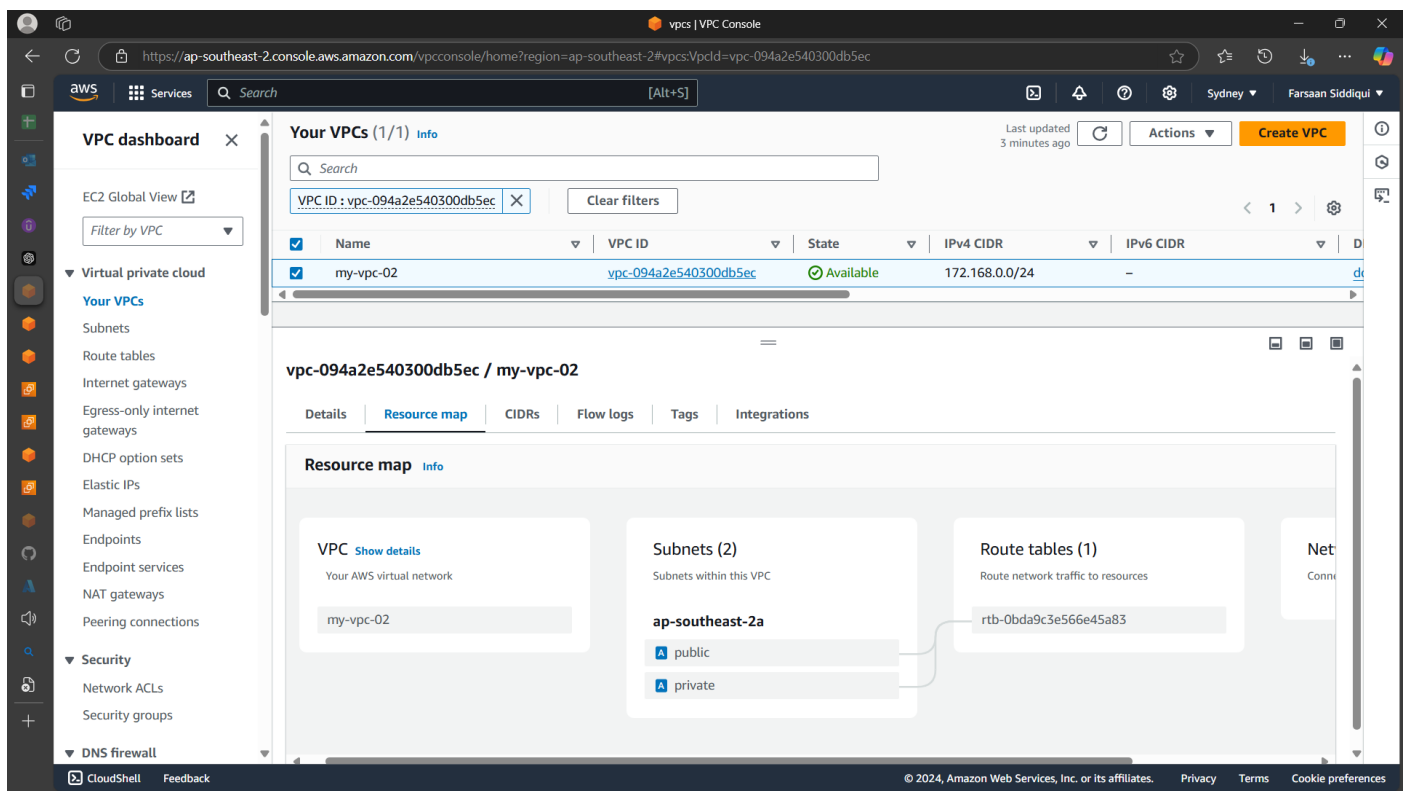 vpcs | VPC Console
https://ap-southeast-2.console.aws.amazon.com/vpcconsole/home?region=ap-southeast-2#vpcs:VpcId=vpc-094a2e540300db5ec
aws
Services
Search
[Alt+S]
Sydney
Farsaan Siddiqui
VPC dashboard
EC2 Global View
Filter by VPC
Virtual private cloud
Your VPCs
Subnets
Route tables
Internet gateways
Egress-only internet
gateways
DHCP option sets
Elastic IPs
Managed prefix lists
Endpoints
Endpoint services
NAT gateways
Peering connections
Security
Network ACLs
Security groups
DNS firewall
Your VPCs (1/1) Info
Last updated
3 minutes ago
Actions
Create VPC
Search
VPC ID : vpc-094a2e540300db5ec
Clear filters
1
Name VPC ID State IPv4 CIDR IPv6 CIDR D
my-vpc-02 vpc-094a2e540300db5ec Available 172.168.0.0/24 –
vpc-094a2e540300db5ec / my-vpc-02
Details Resource map CIDRs Flow logs Tags Integrations
Resource map Info
VPC Show details
Your AWS virtual network
my-vpc-02
Subnets (2)
Subnets within this VPC
ap-southeast-2a
A public
A private
Route tables (1)
Route network traffic to resources
rtb-0bda9c3e566e45a83
Net
Conn
CloudShell Feedback
© 2024, Amazon Web Services, Inc. or its affiliates. Privacy Terms Cookie preferences